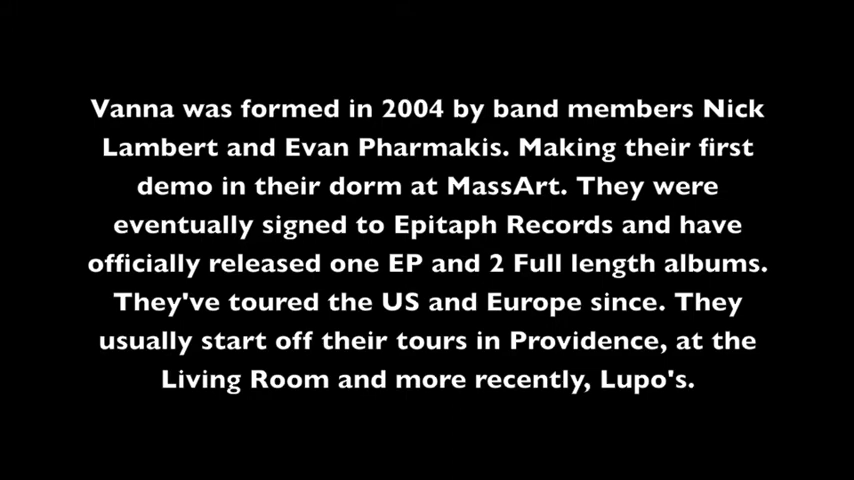 Vanna was formed in 2004 by band members Nick
Lambert and Evan Pharmakis. Making their first
demo in their dorm at MassArt. They were
eventually signed to Epitaph Records and have
officially released one EP and 2 Full length albums.
They've toured the US and Europe since. They
usually start off their tours in Providence, at the
Living Room and more recently, Lupo's.